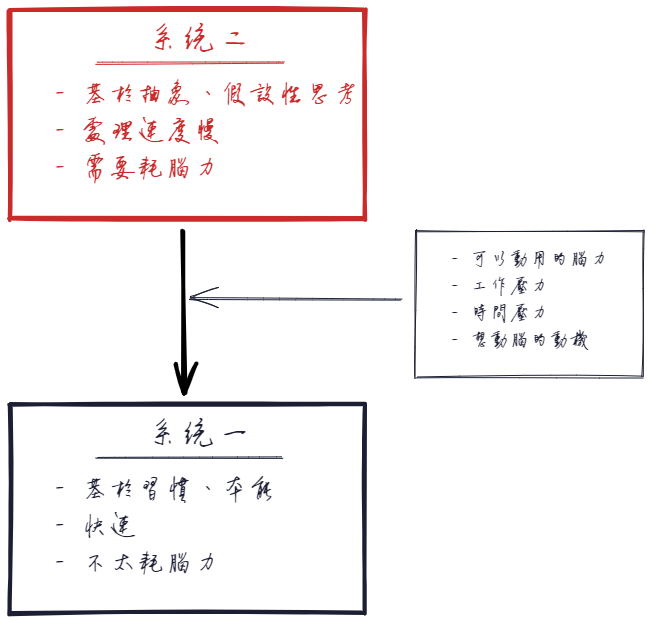 系統二
- 基於抽象、假設性思考
- 處理速度慢
- 需要耗腦力
- 可以動用的腦力
- 工作壓力
- 時間壓力
- 想動腦的動機
系統一
- 基於習慣、本能
- 快速
- 不太耗腦力